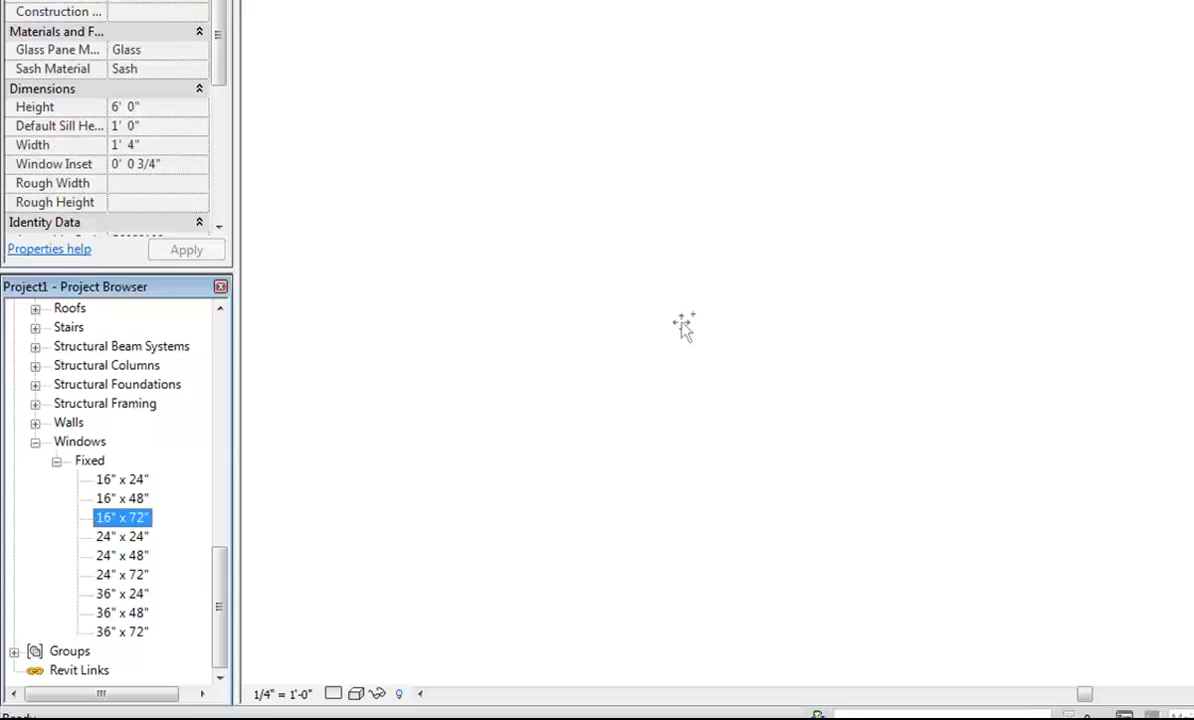 Construction ...
Materials and F...
Glass Pane M... Glass
Sash Material Sash
Dimensions
Height 6' 0"
Default Sill He... 1' 0"
Width 1' 4"
Window Inset 0' 0 3/4"
Rough Width
Rough Height
Identity Data
Properties help Apply
Project1 - Project Browser
Roofs
Stairs
Structural Beam Systems
Structural Columns
Structural Foundations
Structural Framing
Walls
Windows
Fixed
16" x 24"
16" x 48"
16" x 72"
24" x 24"
24" x 48"
24" x 72"
36" x 24"
36" x 48"
36" x 72"
Groups
Revit Links
1/4" = 1'-0"